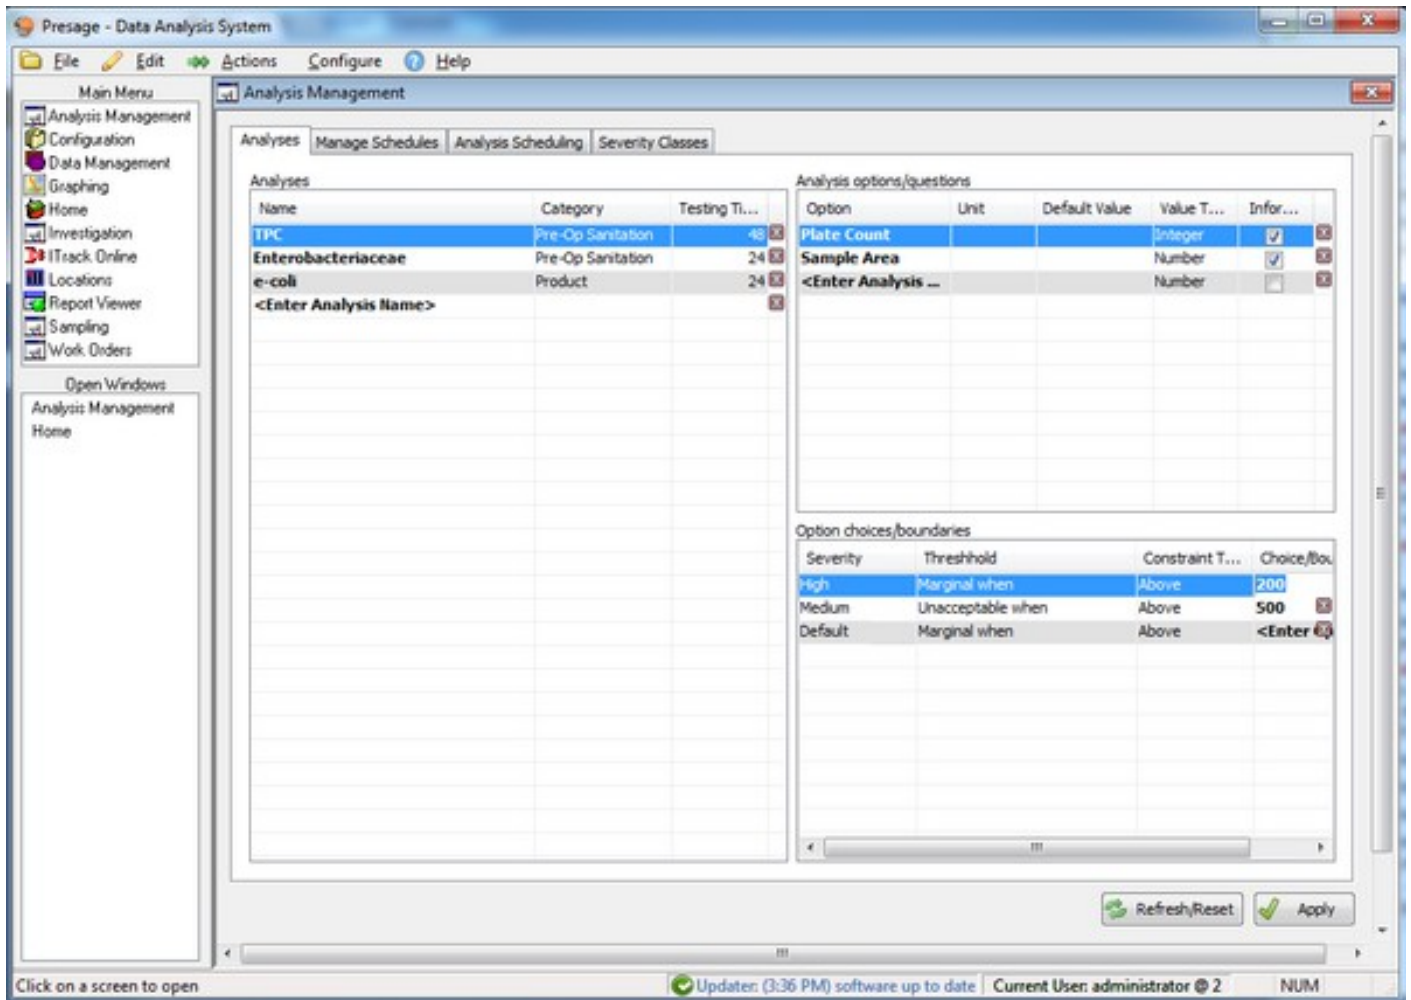 Presage - Data Analysis System
File Edit Actions Configure Help
Main Menu
Analysis Management
Configuration
Data Management
Graphing
Home
Investigation
ITrack Online
Locations
Report Viewer
Sampling
Work Orders
Open Windows
Analysis Management
Home
Analysis Management
Analyses Manage Schedules Analysis Scheduling Severity Classes
Analyses
Name Category Testing Ti...
TPC Pre-Op Sanitation 48
Enterobacteriaceae Pre-Op Sanitation 24
e-coli Product 24
<Enter Analysis Name>
Analysis options/questions
Option Unit Default Value Value T... Infor...
Plate Count Integer
Sample Area Number
<Enter Analysis ... Number
Option choices/boundaries
Severity Threshhold Constraint T... Choice/Bou
High Marginal when Above 200
Medium Unacceptable when Above 500
Default Marginal when Above <Enter
Refresh/Reset Apply
Click on a screen to open Updater: (3:36 PM) software up to date Current User: administrator @ 2 NUM